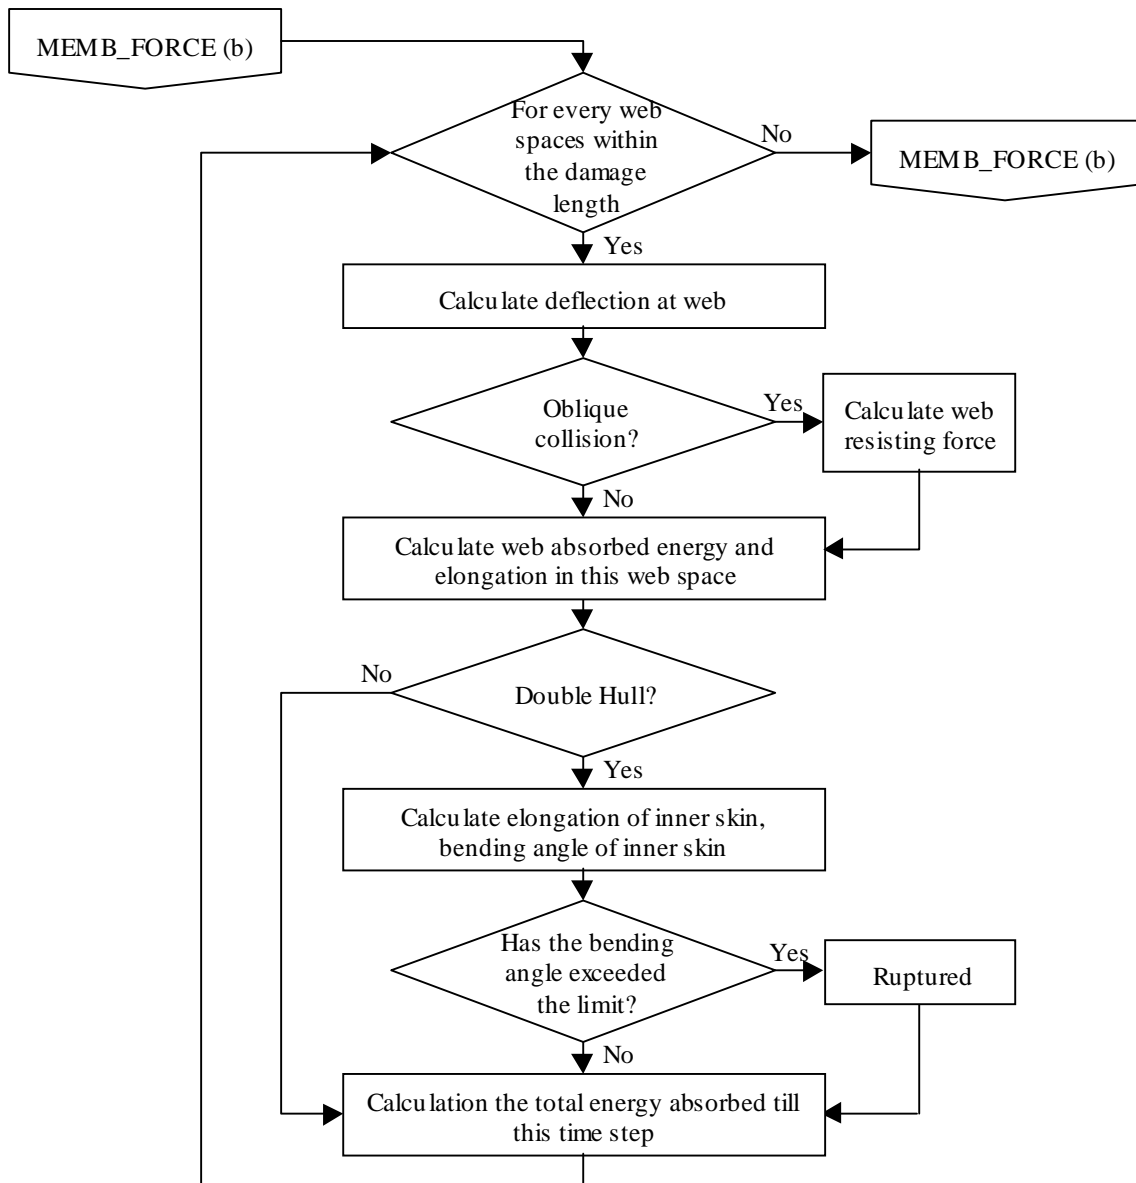 MEMB_FORCE (b)
For every web
spaces within
the damage
length
No
MEMB_FORCE (b)
Yes
Calculate deflection at web
Oblique
collision?
Yes
Calculate web
resisting force
No
Calculate web absorbed energy and
elongation in this web space
No
Double Hull?
Yes
Calculate elongation of inner skin,
bending angle of inner skin
Has the bending
angle exceeded
the limit?
Yes
Ruptured
No
Calculation the total energy absorbed till
this time step